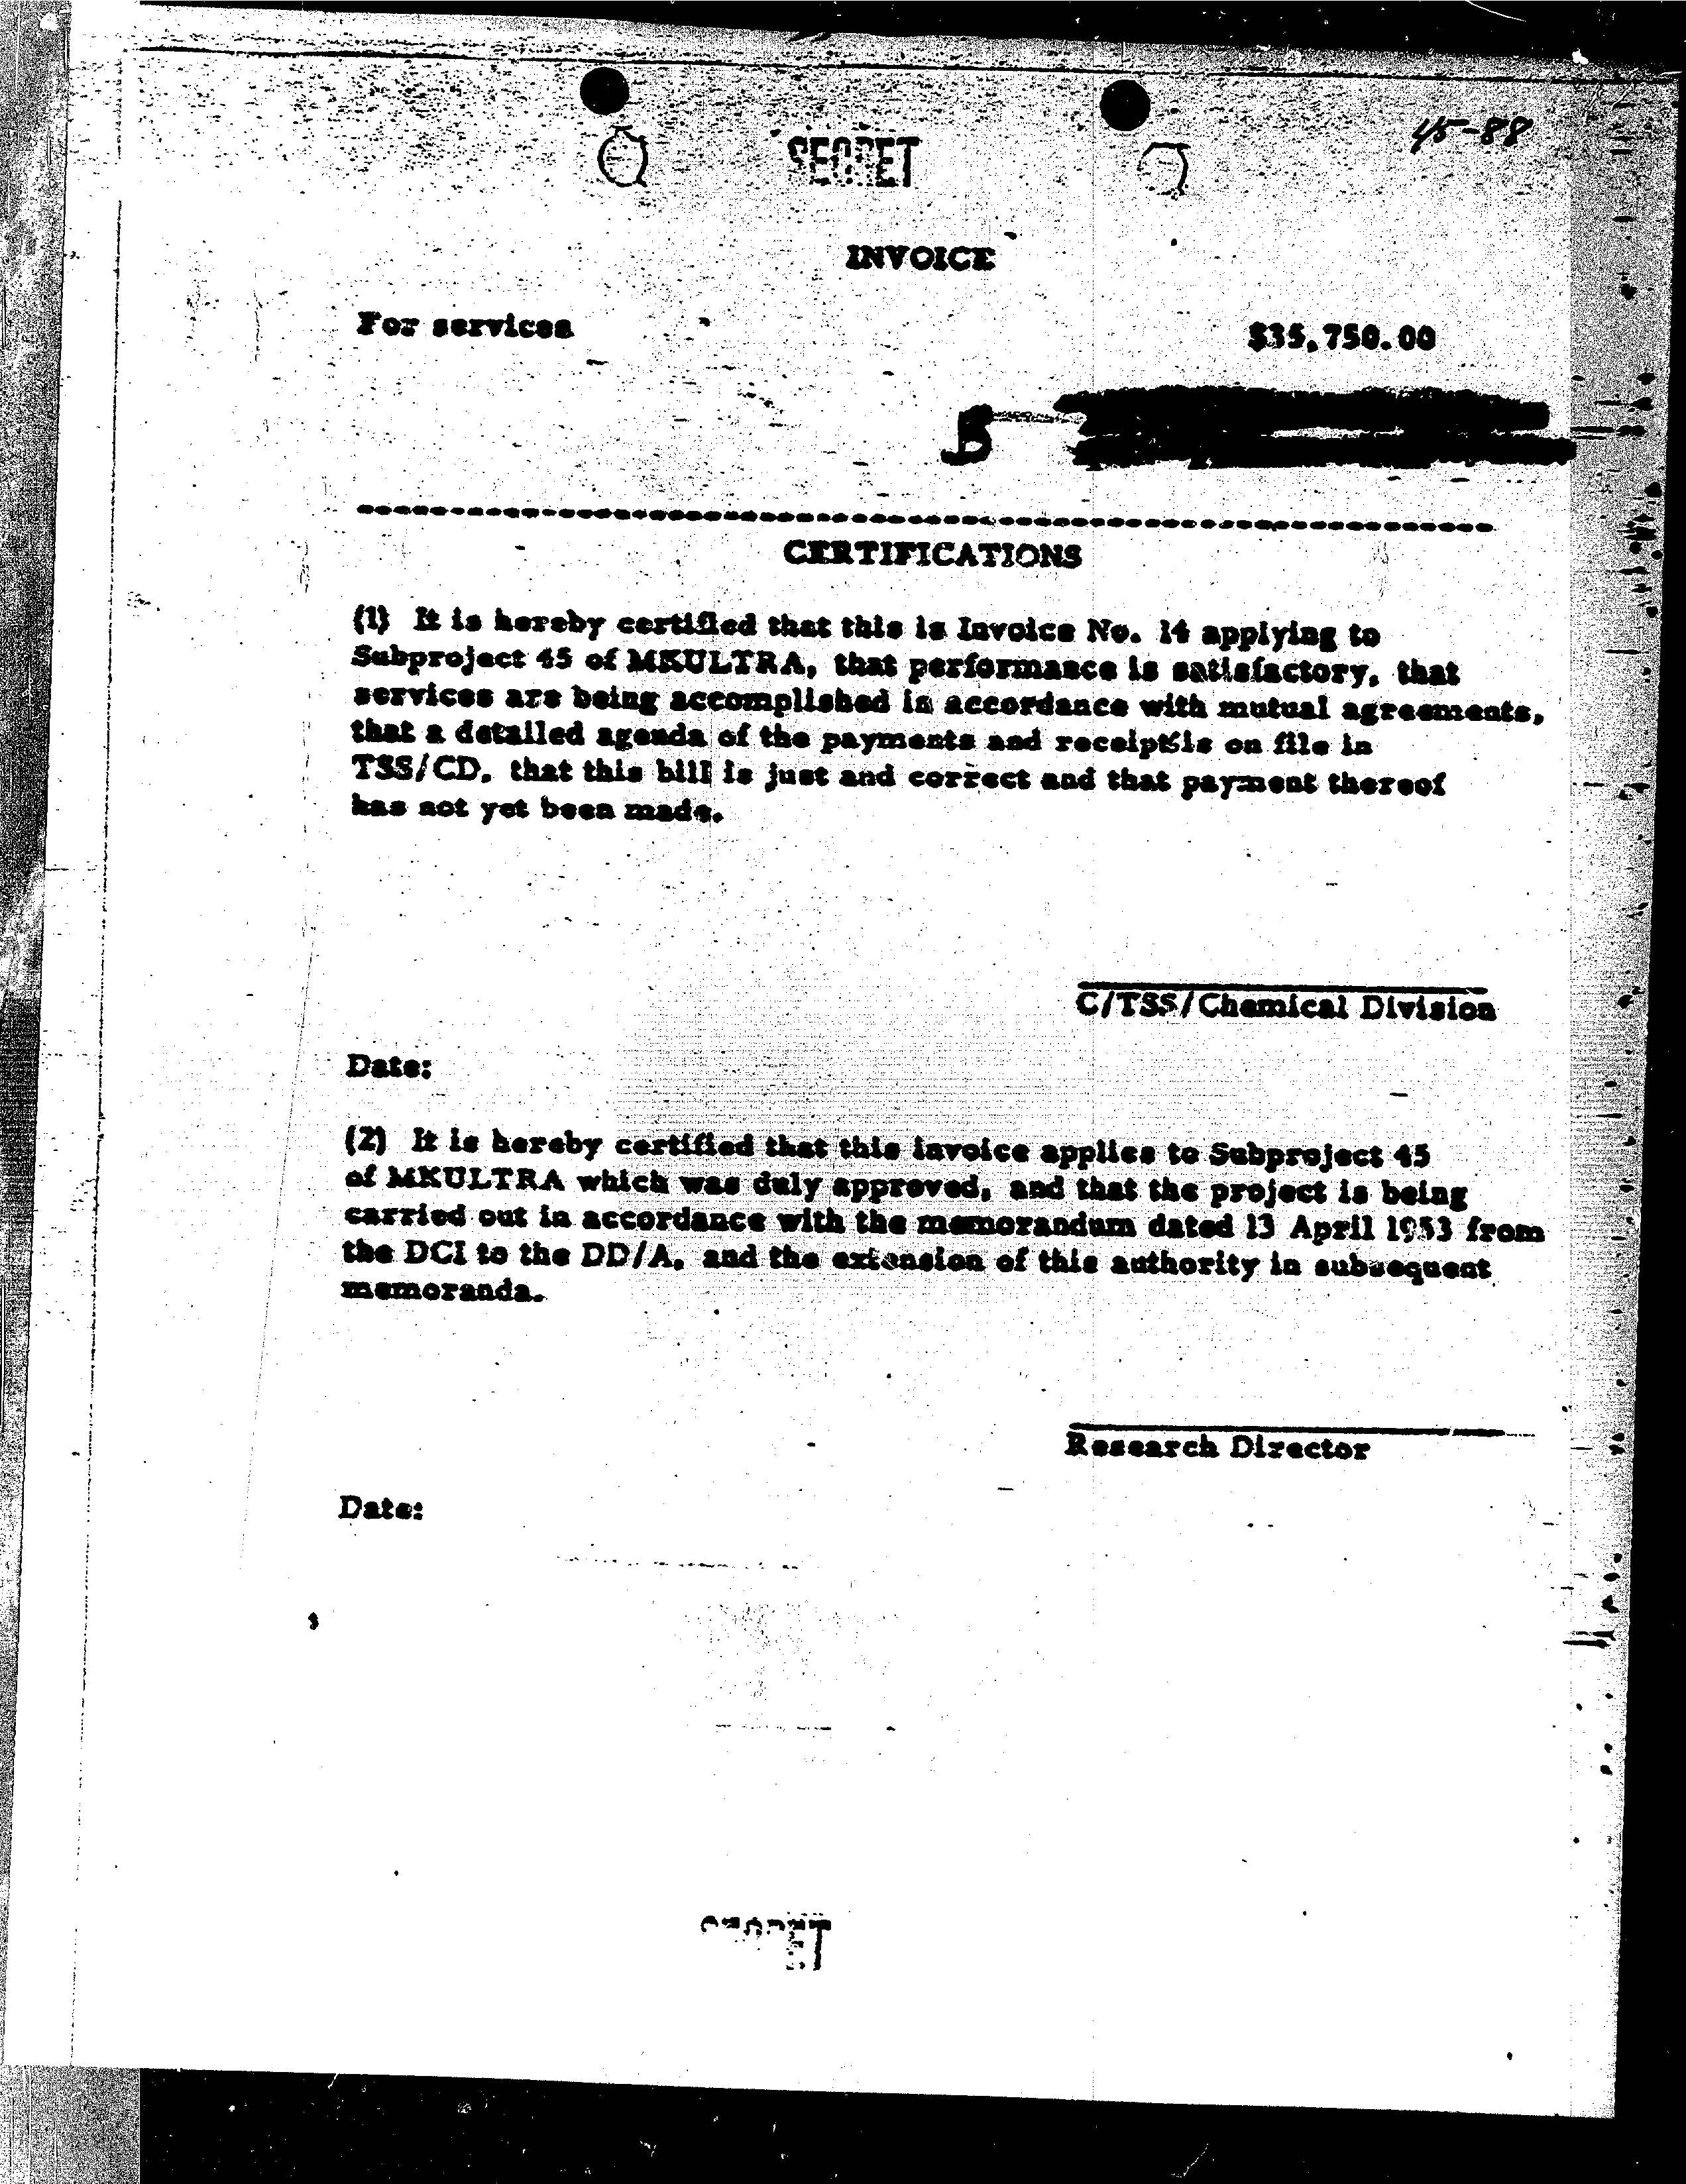 45-88
SECRET
INVOICE
For services
$35,750.00
B
CERTIFICATIONS
(1) It is hereby certified that this is Invoice No. 14 applying to
Subproject 45 of MKULTRA, that performance is satisfactory, that
services are being accomplished in accordance with mutual agreements,
that a detailed agenda of the payments and receipts is on file in
TSS/CD, that this bill is just and correct and that payment thereof
has not yet been made.
C/TSS/Chemical Division
Date:
(2) It is hereby certified that this invoice applies to Subproject 45
of MKULTRA which was duly approved, and that the project is being
carried out in accordance with the memorandum dated 13 April 1953 from
the DCI to the DD/A, and the extension of this authority in subsequent
memoranda.
Research Director
Date: